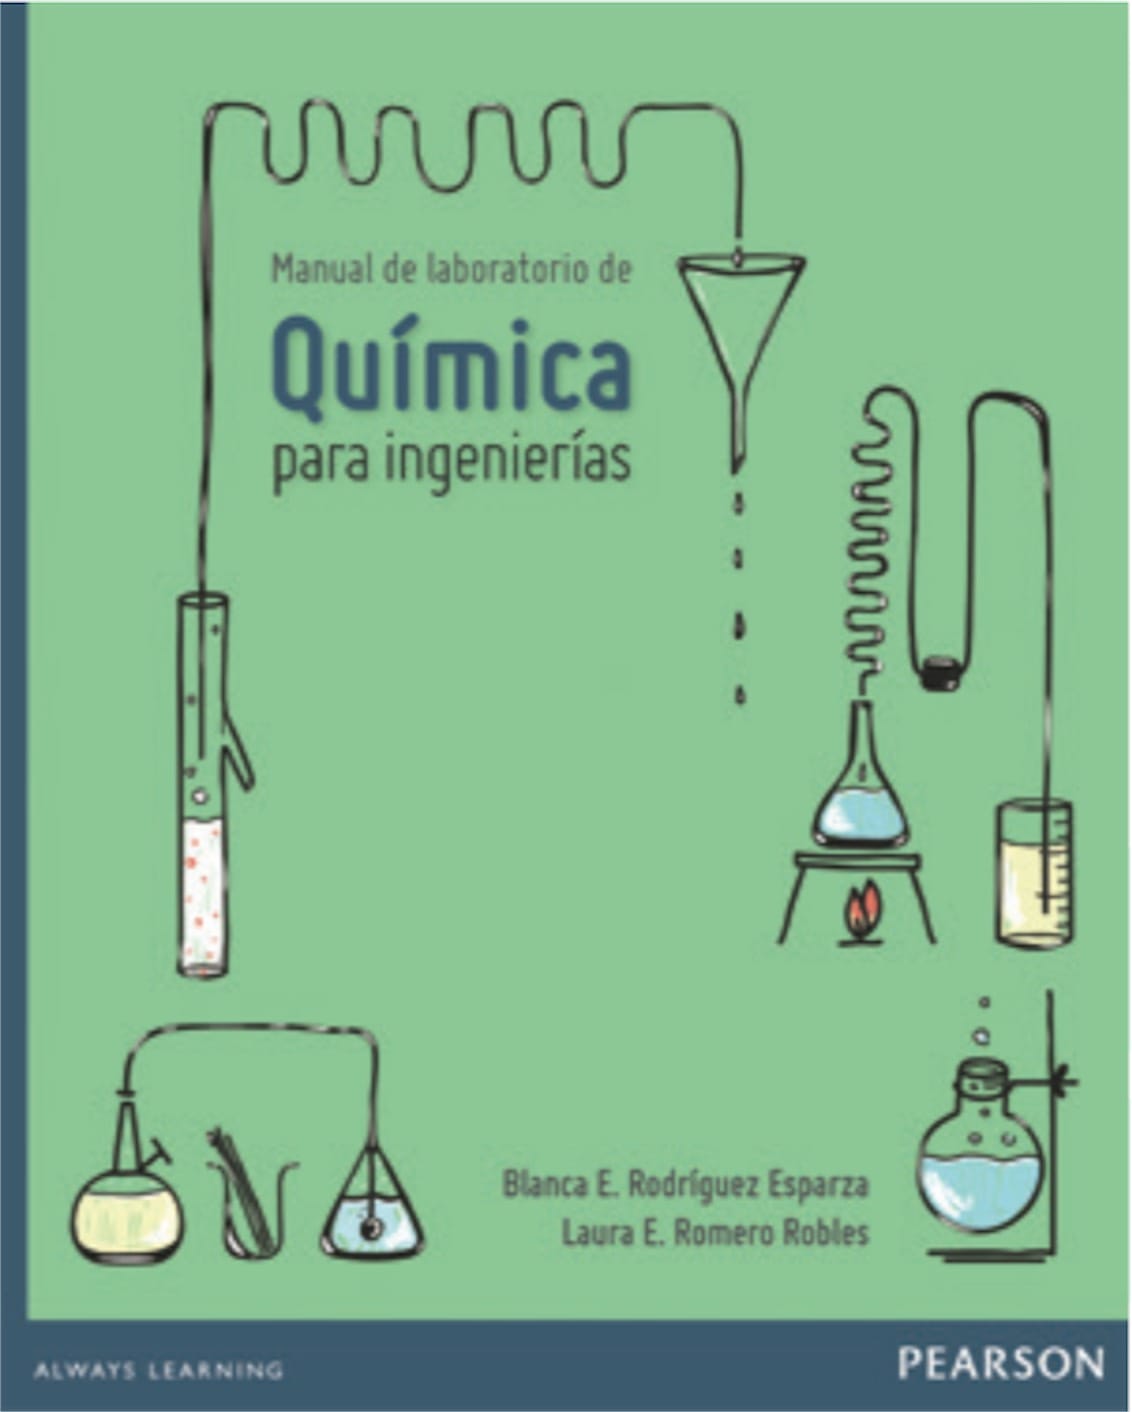 Manual de laboratorio de
Química
para ingenierías
Blanca E. Rodríguez Esparza
Laura E. Romero Robles
ALWAYS LEARNING
PEARSON